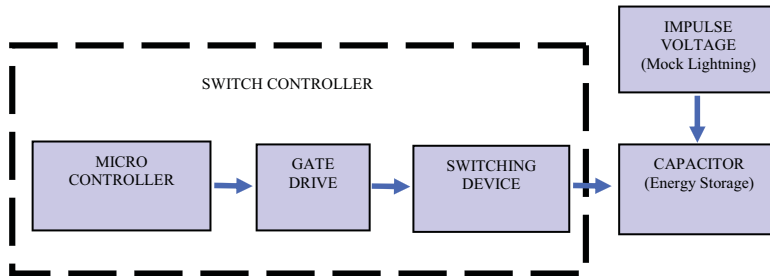 IMPULSE
VOLTAGE
(Mock Lightning)
SWITCH CONTROLLER
MICRO
CONTROLLER
GATE
DRIVE
SWITCHING
DEVICE
CAPACITOR
(Energy Storage)